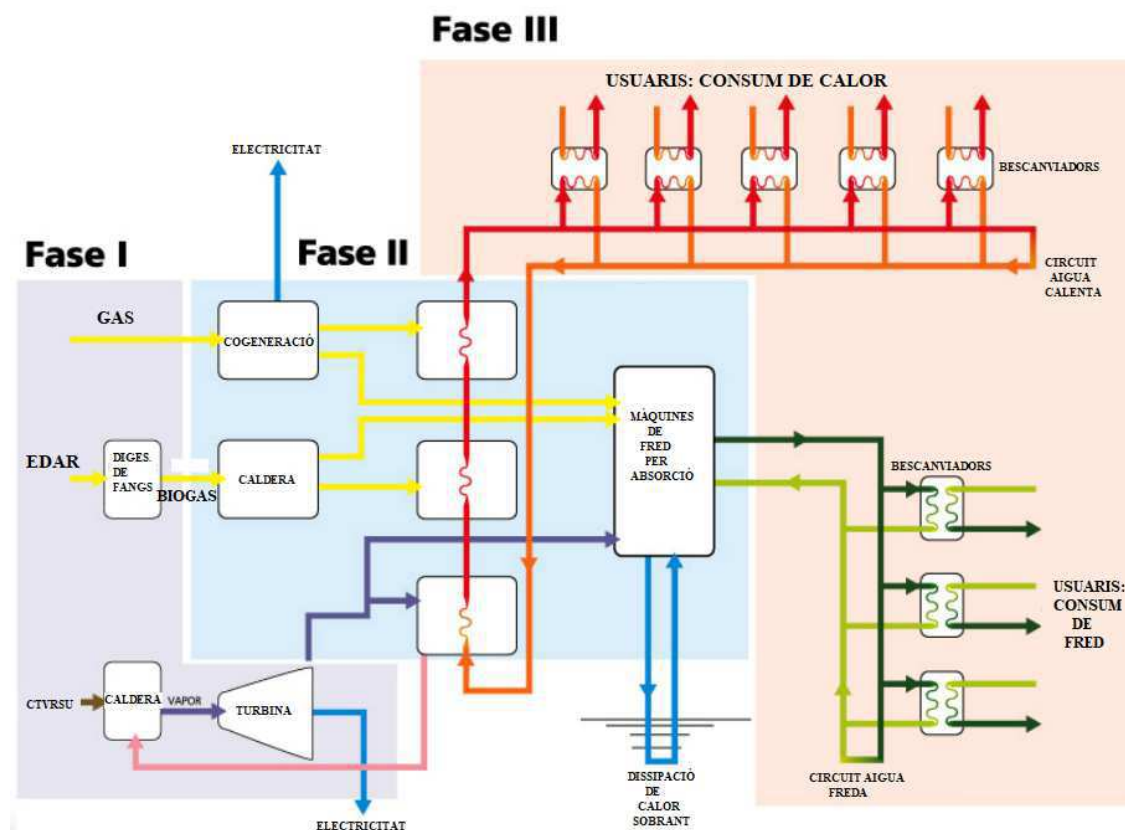 Fase III
USUARIS: CONSUM DE CALOR
ELECTRICITAT
BESCANVIADORS
Fase I
Fase II
CIRCUIT
AIGUA
CALENTA
GAS
COGENERACIÓ
MÀQUINES
DE
FRED
PER
ABSORCIÓ
EDAR
DIGES.
DE
FANGS
BIOGAS
CALDERA
BESCANVIADORS
USUARIS:
CONSUM
DE
FRED
CTVRSU
CALDERA
VAPOR
TURBINA
DISSIPACIÓ
DE
CALOR
SOBRANT
CIRCUIT AIGUA
FREDA
ELECTRICITAT